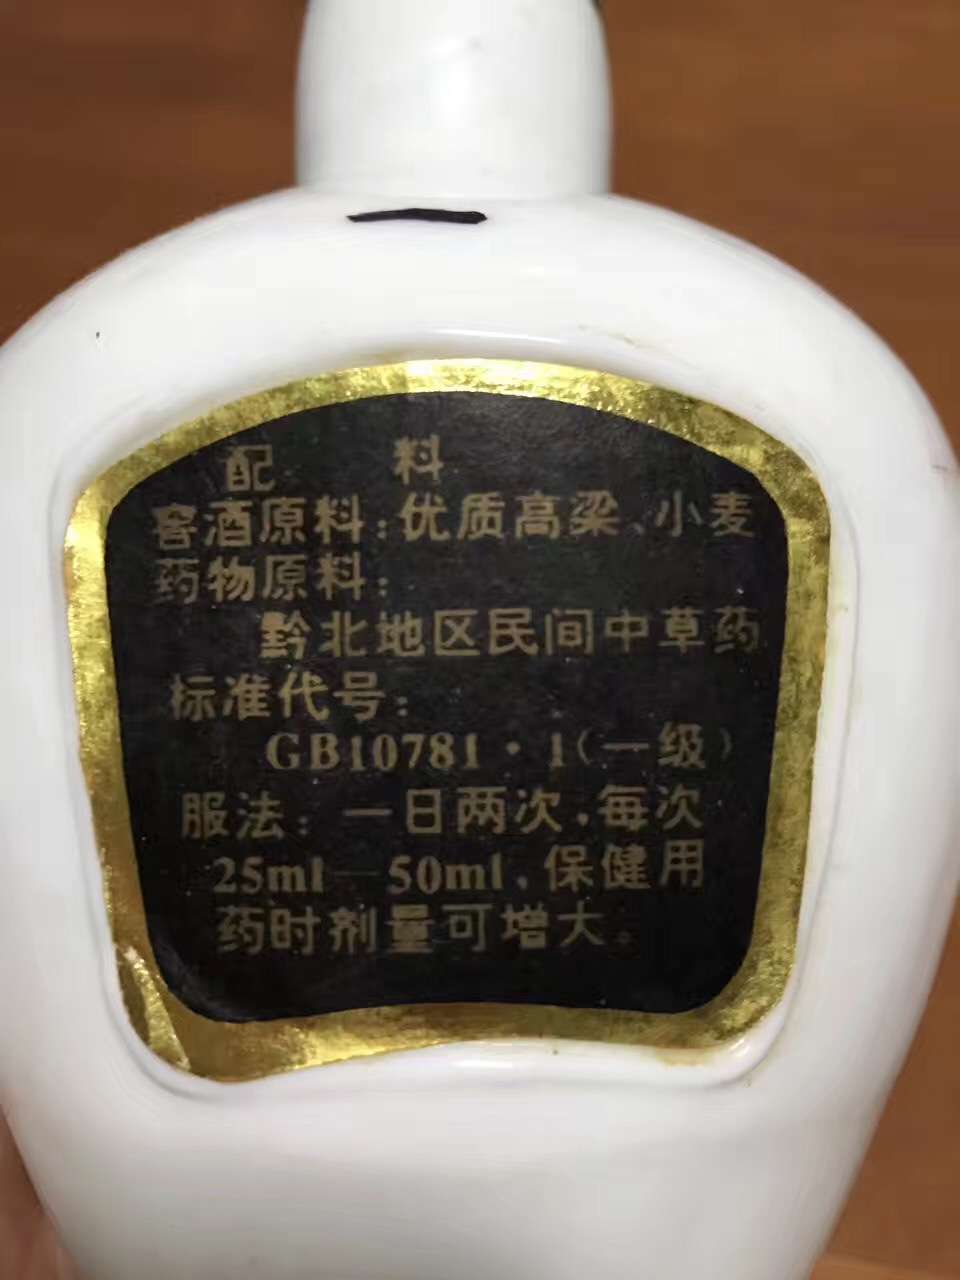 配 料
窖酒原料:优质高粱、小麦
药物原料:
黔北地区民间中草药
标准代号:
GB10781·1(一级)
服法:一日两次,每次
25ml—50ml,保健用
药时剂量可增大。